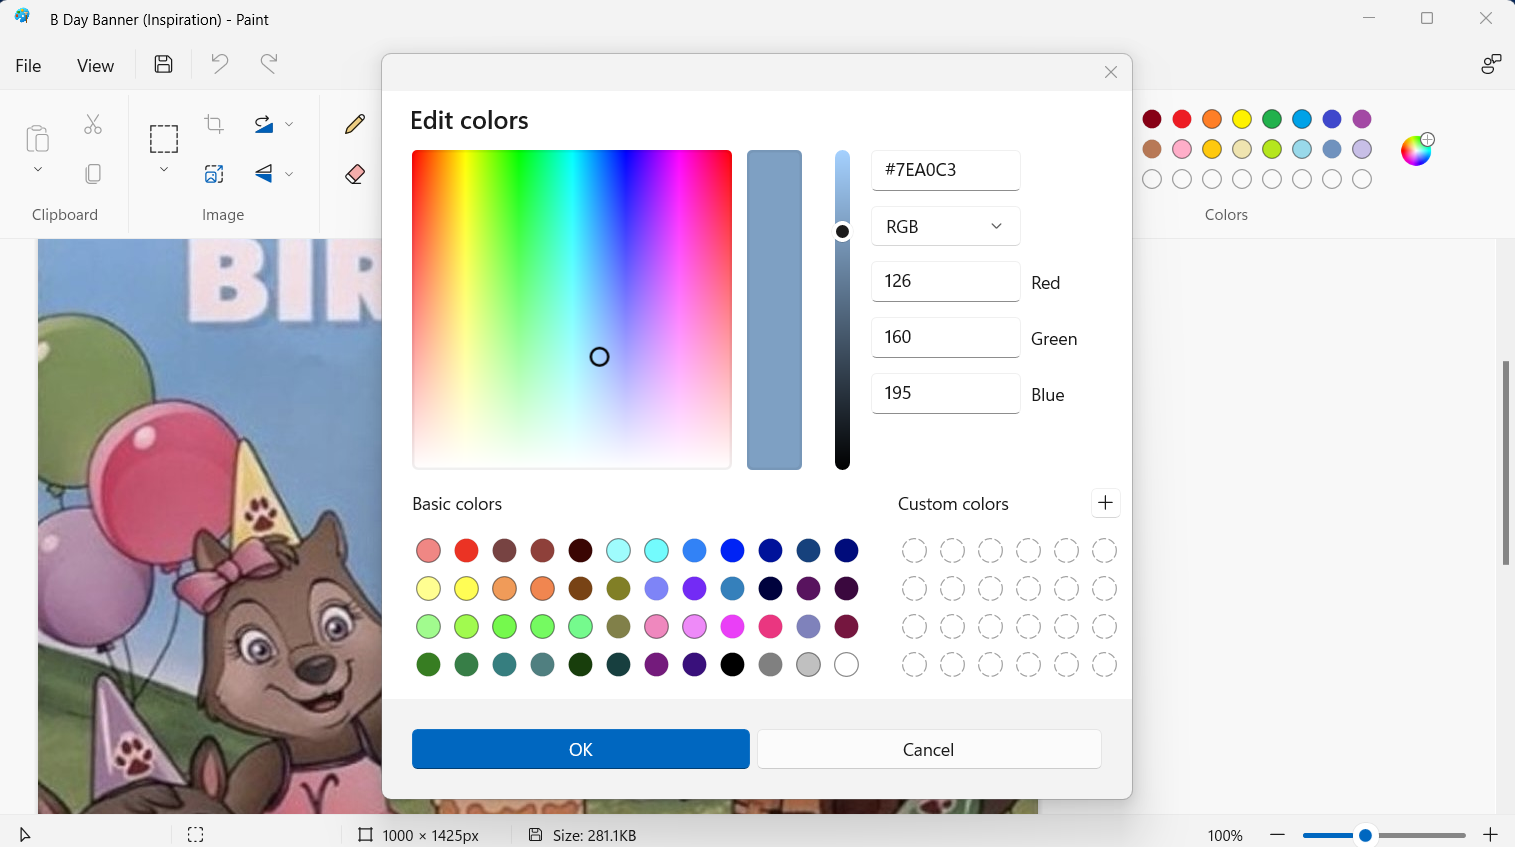 B Day Banner (Inspiration) - Paint
File
View
Clipboard
Image
Colors
BIR
Edit colors
#7EA0C3
RGB
126
Red
160
Green
195
Blue
Basic colors
Custom colors
OK
Cancel
1000 × 1425px
Size: 281.1KB
100%